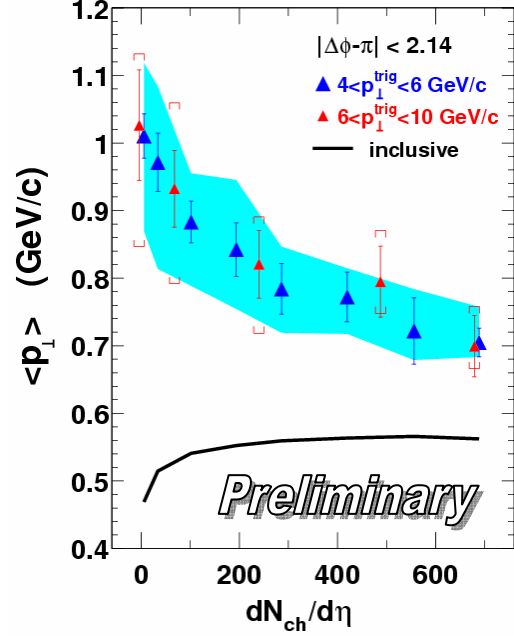 |Δϕ-π| < 2.14
4<p⊥^trig<6 GeV/c
6<p⊥^trig<10 GeV/c
inclusive
<p⊥> (GeV/c)
1.2
1.1
1
0.9
0.8
0.7
0.6
0.5
0.4
Preliminary
0 200 400 600
dN_ch/dη